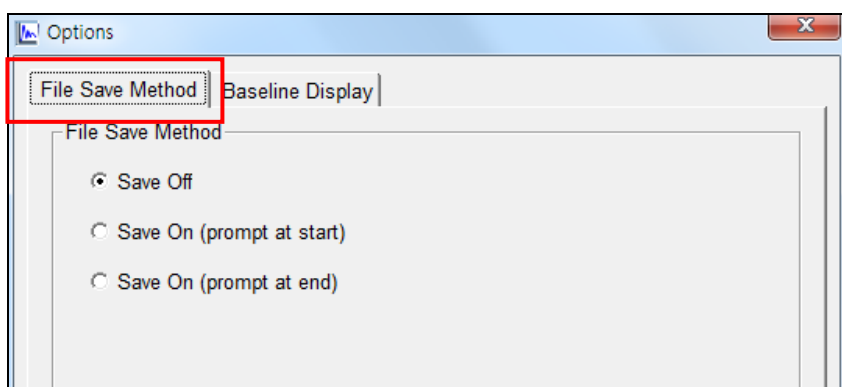 Options
File Save Method Baseline Display
File Save Method
Save Off
Save On (prompt at start)
Save On (prompt at end)